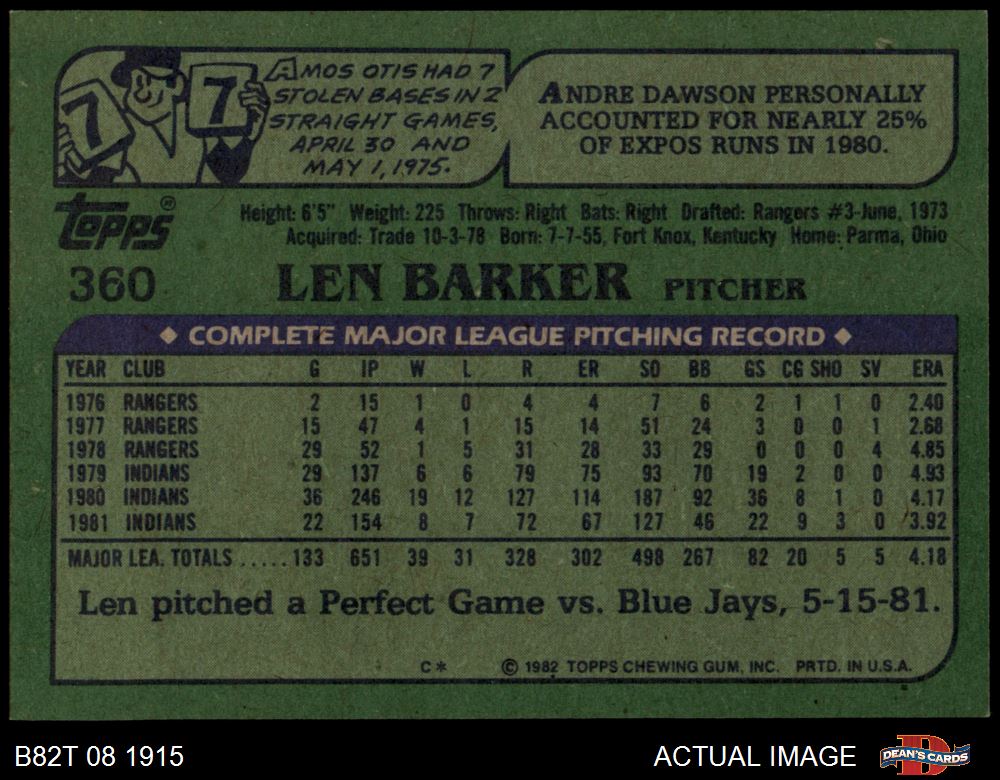 7 7
AMOS OTIS HAD 7
STOLEN BASES IN 2
STRAIGHT GAMES,
APRIL 30 AND
MAY 1, 1975.
ANDRE DAWSON PERSONALLY
ACCOUNTED FOR NEARLY 25%
OF EXPOS RUNS IN 1980.
Topps®
Height: 6'5" Weight: 225 Throws: Right Bats: Right Drafted: Rangers #3-June, 1973
Acquired: Trade 10-3-78 Born: 7-7-55, Fort Knox, Kentucky Home: Parma, Ohio
360 LEN BARKER PITCHER
◆ COMPLETE MAJOR LEAGUE PITCHING RECORD ◆
YEAR CLUB G IP W L R ER SO BB GS CG SHO SV ERA
1976 RANGERS 2 15 1 0 4 4 7 6 2 1 1 0 2.40
1977 RANGERS 15 47 4 1 15 14 51 24 3 0 0 1 2.68
1978 RANGERS 29 52 1 5 31 28 33 29 0 0 0 4 4.85
1979 INDIANS 29 137 6 6 79 75 93 70 19 2 0 0 4.93
1980 INDIANS 36 246 19 12 127 114 187 92 36 8 1 0 4.17
1981 INDIANS 22 154 8 7 72 67 127 46 22 9 3 0 3.92
MAJOR LEA. TOTALS ..... 133 651 39 31 328 302 498 267 82 20 5 5 4.18
Len pitched a Perfect Game vs. Blue Jays, 5-15-81.
C* © 1982 TOPPS CHEWING GUM, INC. PRTD. IN U.S.A.
B82T 08 1915 ACTUAL IMAGE D DEAN'S CARDS